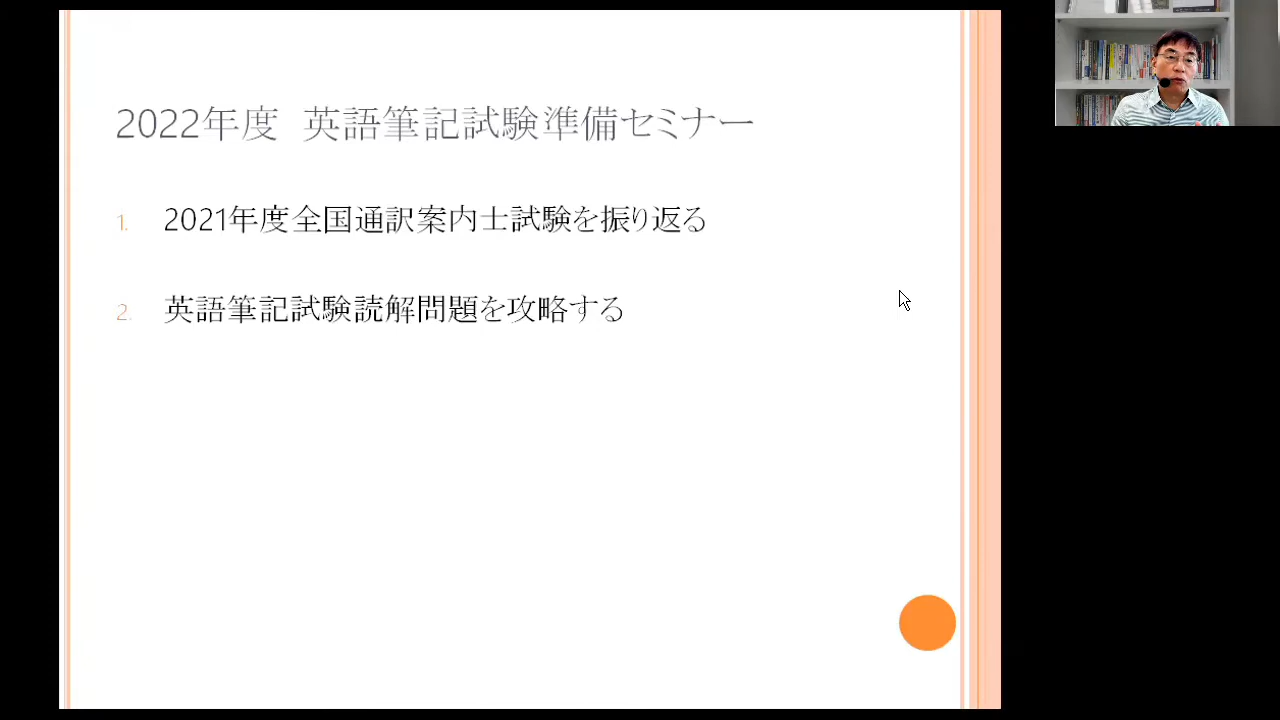 2022年度 英語筆記試験準備セミナー
1. 2021年度全国通訳案内士試験を振り返る
2. 英語筆記試験読解問題を攻略する